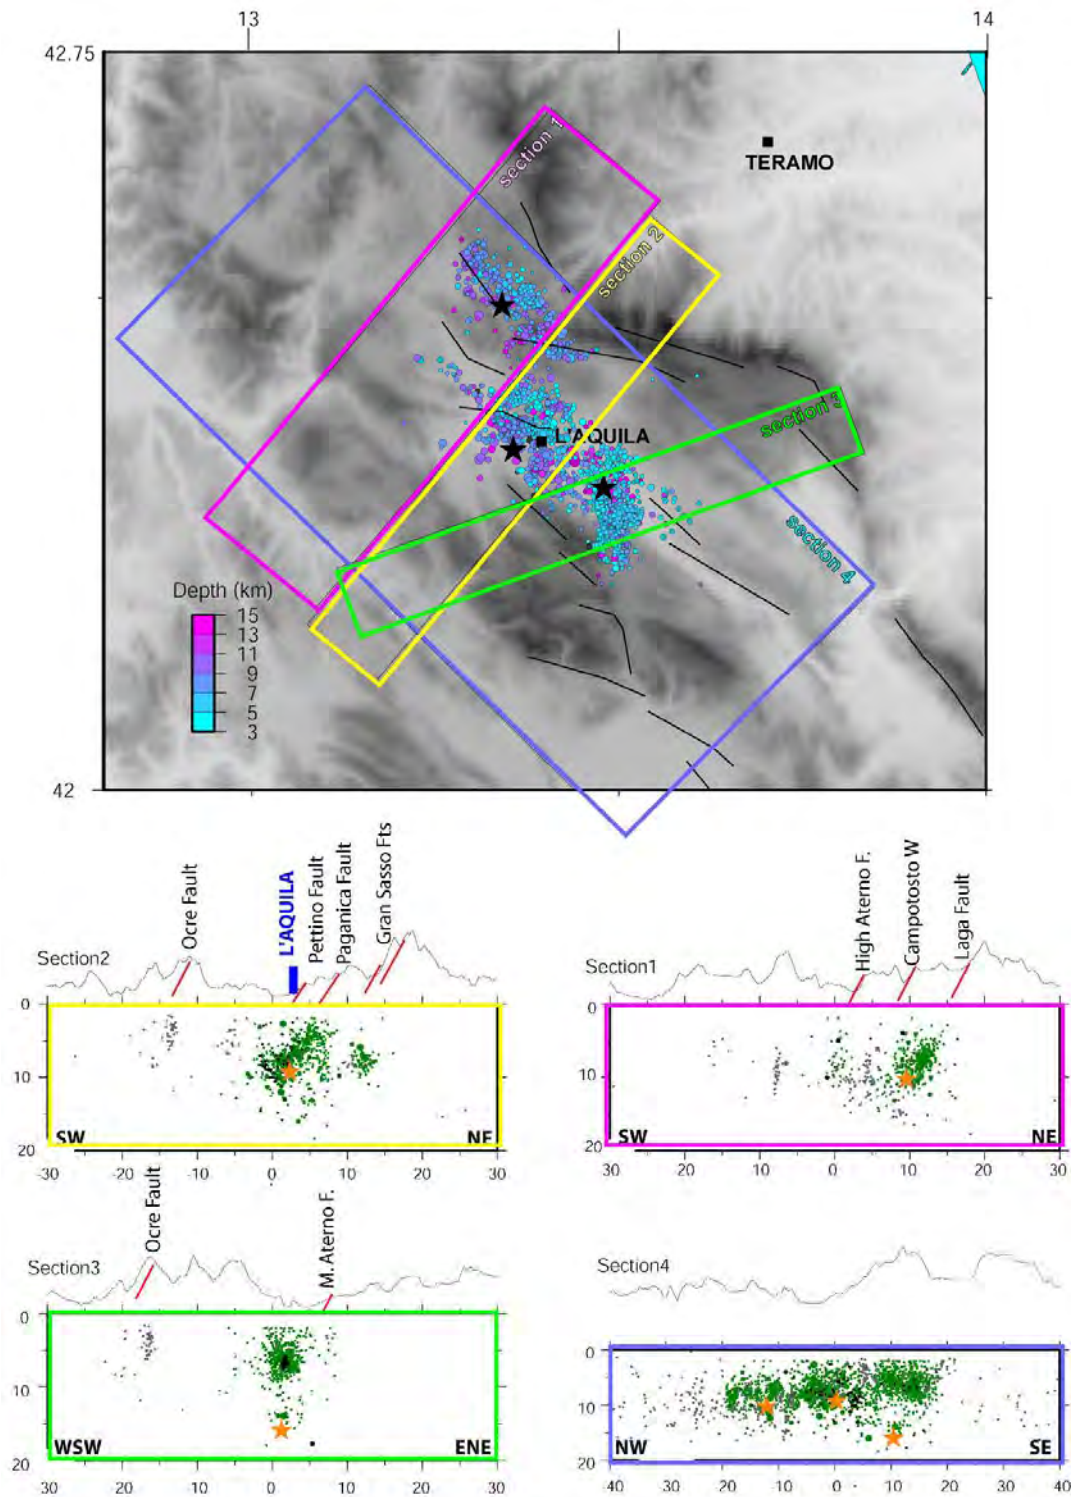 13
14
42.75
section 1
TERAMO
section 2
section 3
L'AQUILA
section 4
Depth (km)
15
13
11
9
7
5
3
42
Ocre Fault
L'AQUILA
Pettino Fault
Paganica Fault
Gran Sasso Fts
Section2
0
10
20
SW
NE
-30 -20 -10 0 10 20 30
High Aterno F.
Campotosto W
Laga Fault
Section1
0
10
20
SW
NE
-30 -20 -10 0 10 20 30
Ocre Fault
M. Aterno F.
Section3
0
10
20
WSW
ENE
-30 -20 -10 0 10 20 30
Section4
0
10
20
NW
SE
-40 -30 -20 -10 0 10 20 30 40